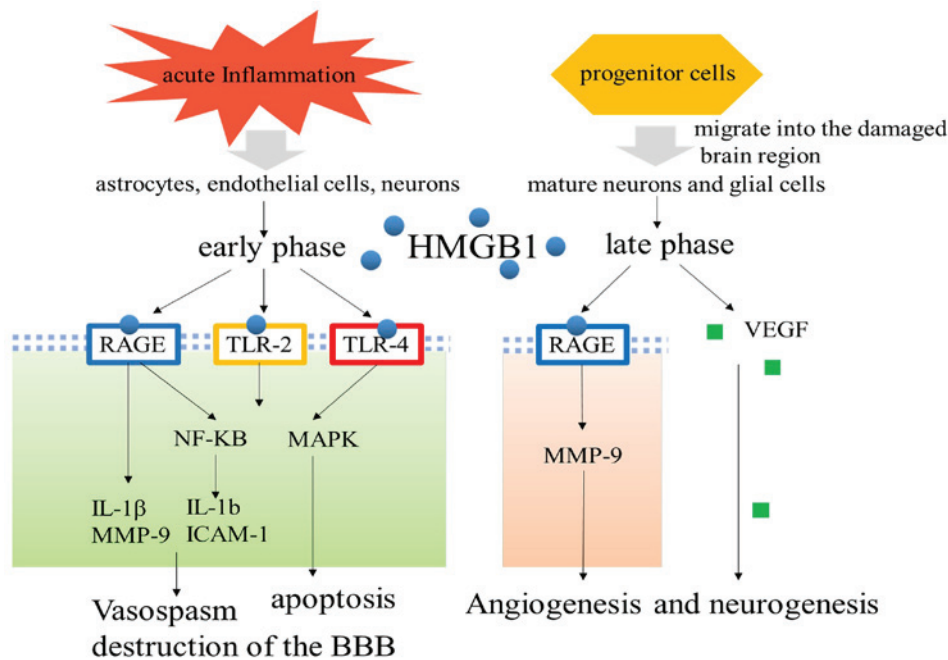 acute Inflammation
progenitor cells
migrate into the damaged
brain region
astrocytes, endothelial cells, neurons
mature neurons and glial cells
early phase
HMGB1
late phase
RAGE
TLR-2
TLR-4
RAGE
VEGF
NF-KB
MAPK
MMP-9
IL-1β
MMP-9
IL-1b
ICAM-1
Vasospasm
destruction of the BBB
apoptosis
Angiogenesis and neurogenesis